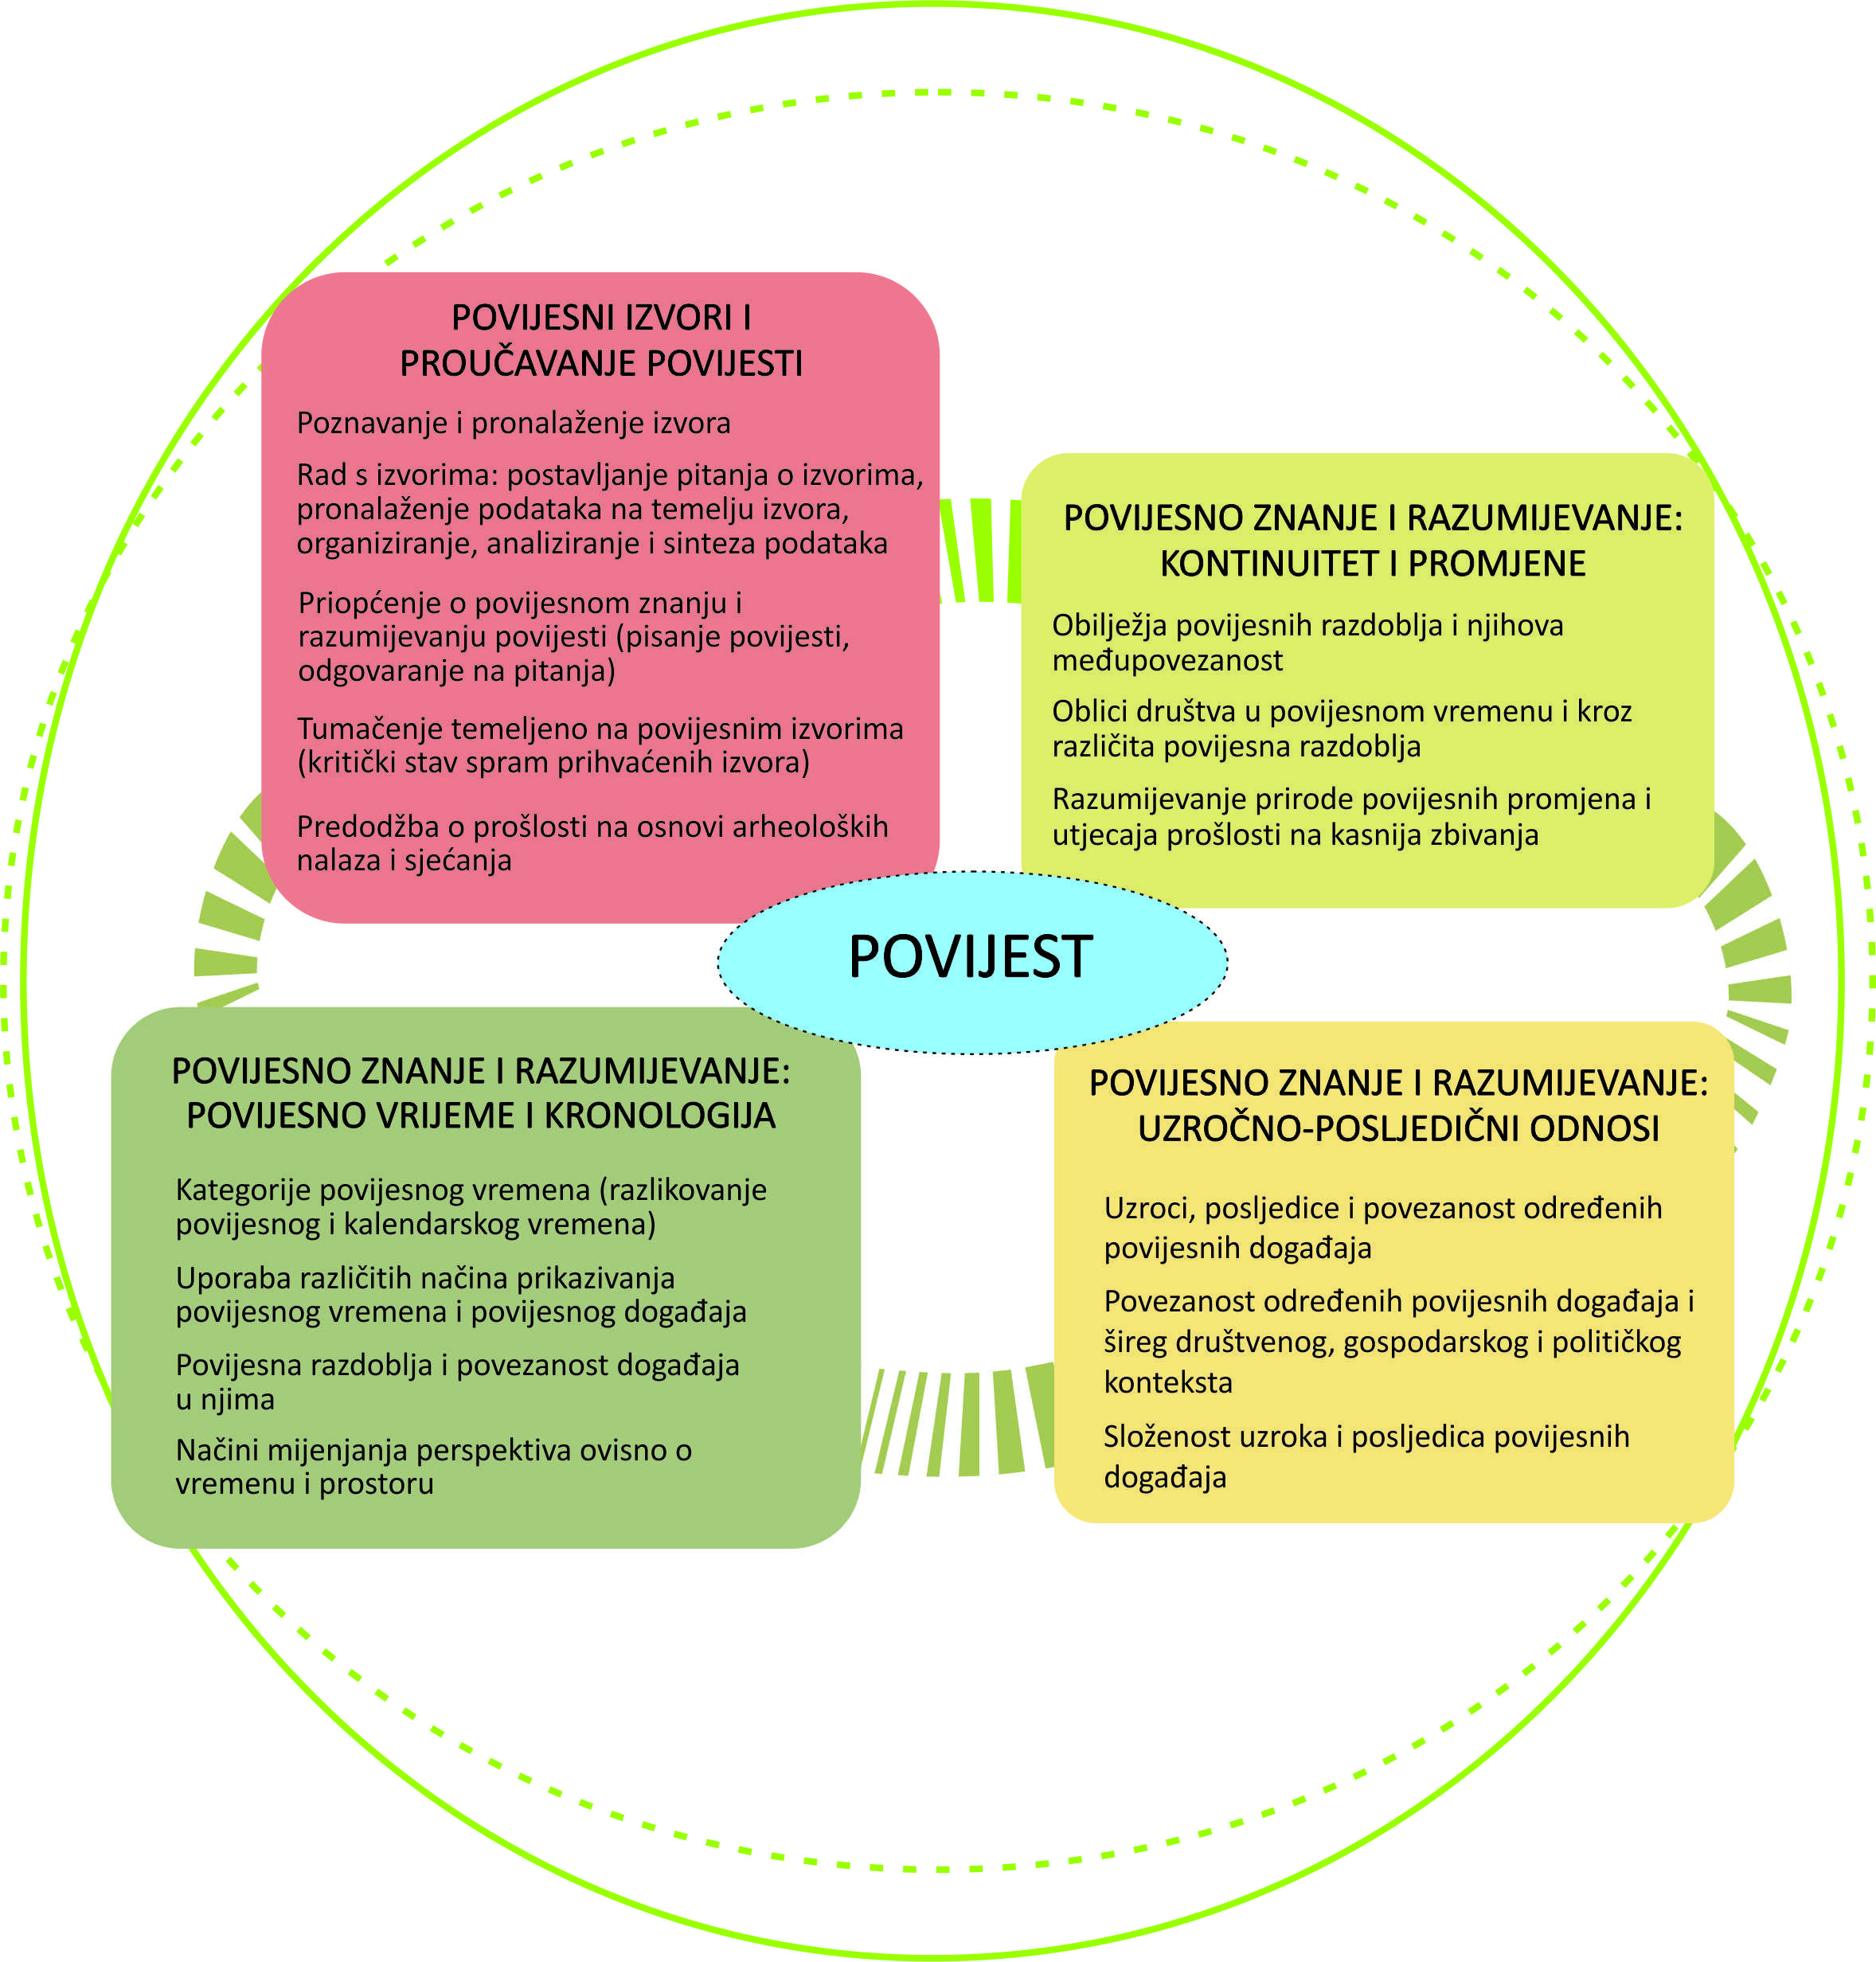 POVIJESNI IZVORI I
PROUČAVANJE POVIJESTI
Poznavanje i pronalaženje izvora
Rad s izvorima: postavljanje pitanja o izvorima,
pronalaženje podataka na temelju izvora,
organiziranje, analiziranje i sinteza podataka
Priopćenje o povijesnom znanju i
razumijevanju povijesti (pisanje povijesti,
odgovaranje na pitanja)
Tumačenje temeljeno na povijesnim izvorima
(kritički stav spram prihvaćenih izvora)
Predodžba o prošlosti na osnovi arheoloških
nalaza i sjećanja
POVIJESNO ZNANJE I RAZUMIJEVANJE:
KONTINUITET I PROMJENE
Obilježja povijesnih razdoblja i njihova
međupovezanost
Oblici društva u povijesnom vremenu i kroz
različita povijesna razdoblja
Razumijevanje prirode povijesnih promjena i
utjecaja prošlosti na kasnija zbivanja
POVIJEST
POVIJESNO ZNANJE I RAZUMIJEVANJE:
POVIJESNO VRIJEME I KRONOLOGIJA
Kategorije povijesnog vremena (razlikovanje
povijesnog i kalendarskog vremena)
Uporaba različitih načina prikazivanja
povijesnog vremena i povijesnog događaja
Povijesna razdoblja i povezanost događaja
u njima
Načini mijenjanja perspektiva ovisno o
vremenu i prostoru
POVIJESNO ZNANJE I RAZUMIJEVANJE:
UZROČNO-POSLJEDIČNI ODNOSI
Uzroci, posljedice i povezanost određenih
povijesnih događaja
Povezanost određenih povijesnih događaja i
šireg društvenog, gospodarskog i političkog
konteksta
Složenost uzroka i posljedica povijesnih
događaja